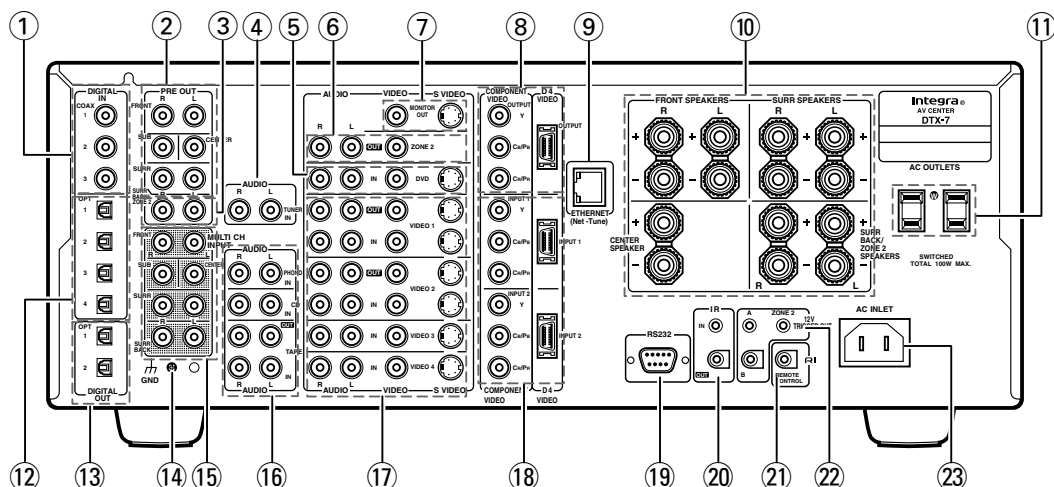 1 2 3 4 5 6 7 8 9 10 11
DIGITAL IN
COAX
1
2
3
OPT
1
2
3
4
OPT
1
2
DIGITAL OUT
PRE OUT
R L
FRONT
SUB CENTER
SURR
SURR BACK/ ZONE 2
R L
MULTI CH INPUT
FRONT
R L
SUB CENTER
SURR
R L
SURR BACK
GND
AUDIO
R L
TUNER IN
AUDIO
R L
PHONO IN
CD IN
OUT
TAPE
IN
R L
AUDIO
AUDIO VIDEO S VIDEO
R L
MONITOR OUT
OUT ZONE 2
IN DVD
OUT
VIDEO 1
IN
OUT
VIDEO 2
IN
IN VIDEO 3
IN VIDEO 4
R L
AUDIO VIDEO S VIDEO
COMPONENT VIDEO
D4 VIDEO
OUTPUT
Y
OUTPUT
CB/PB
CR/PR
INPUT 1
Y
CB/PB
INPUT 1
CR/PR
INPUT 2
Y
CB/PB
INPUT 2
CR/PR
COMPONENT VIDEO
D4 VIDEO
ETHERNET
(Net -Tune)
FRONT SPEAKERS
R L
SURR SPEAKERS
R L
+ − + − + − + −
CENTER SPEAKER
+ − + − + −
SURR BACK/ ZONE 2 SPEAKERS
R L
Integra
AV CENTER
DTX-7
AC OUTLETS
W
SWITCHED
TOTAL 100W MAX.
AC INLET
RS232
IR
IN
OUT
A
ZONE 2
12V
TRIGGER OUT
B
RI
REMOTE CONTROL
12 13 14 15 16 17 18 19 20 21 22 23